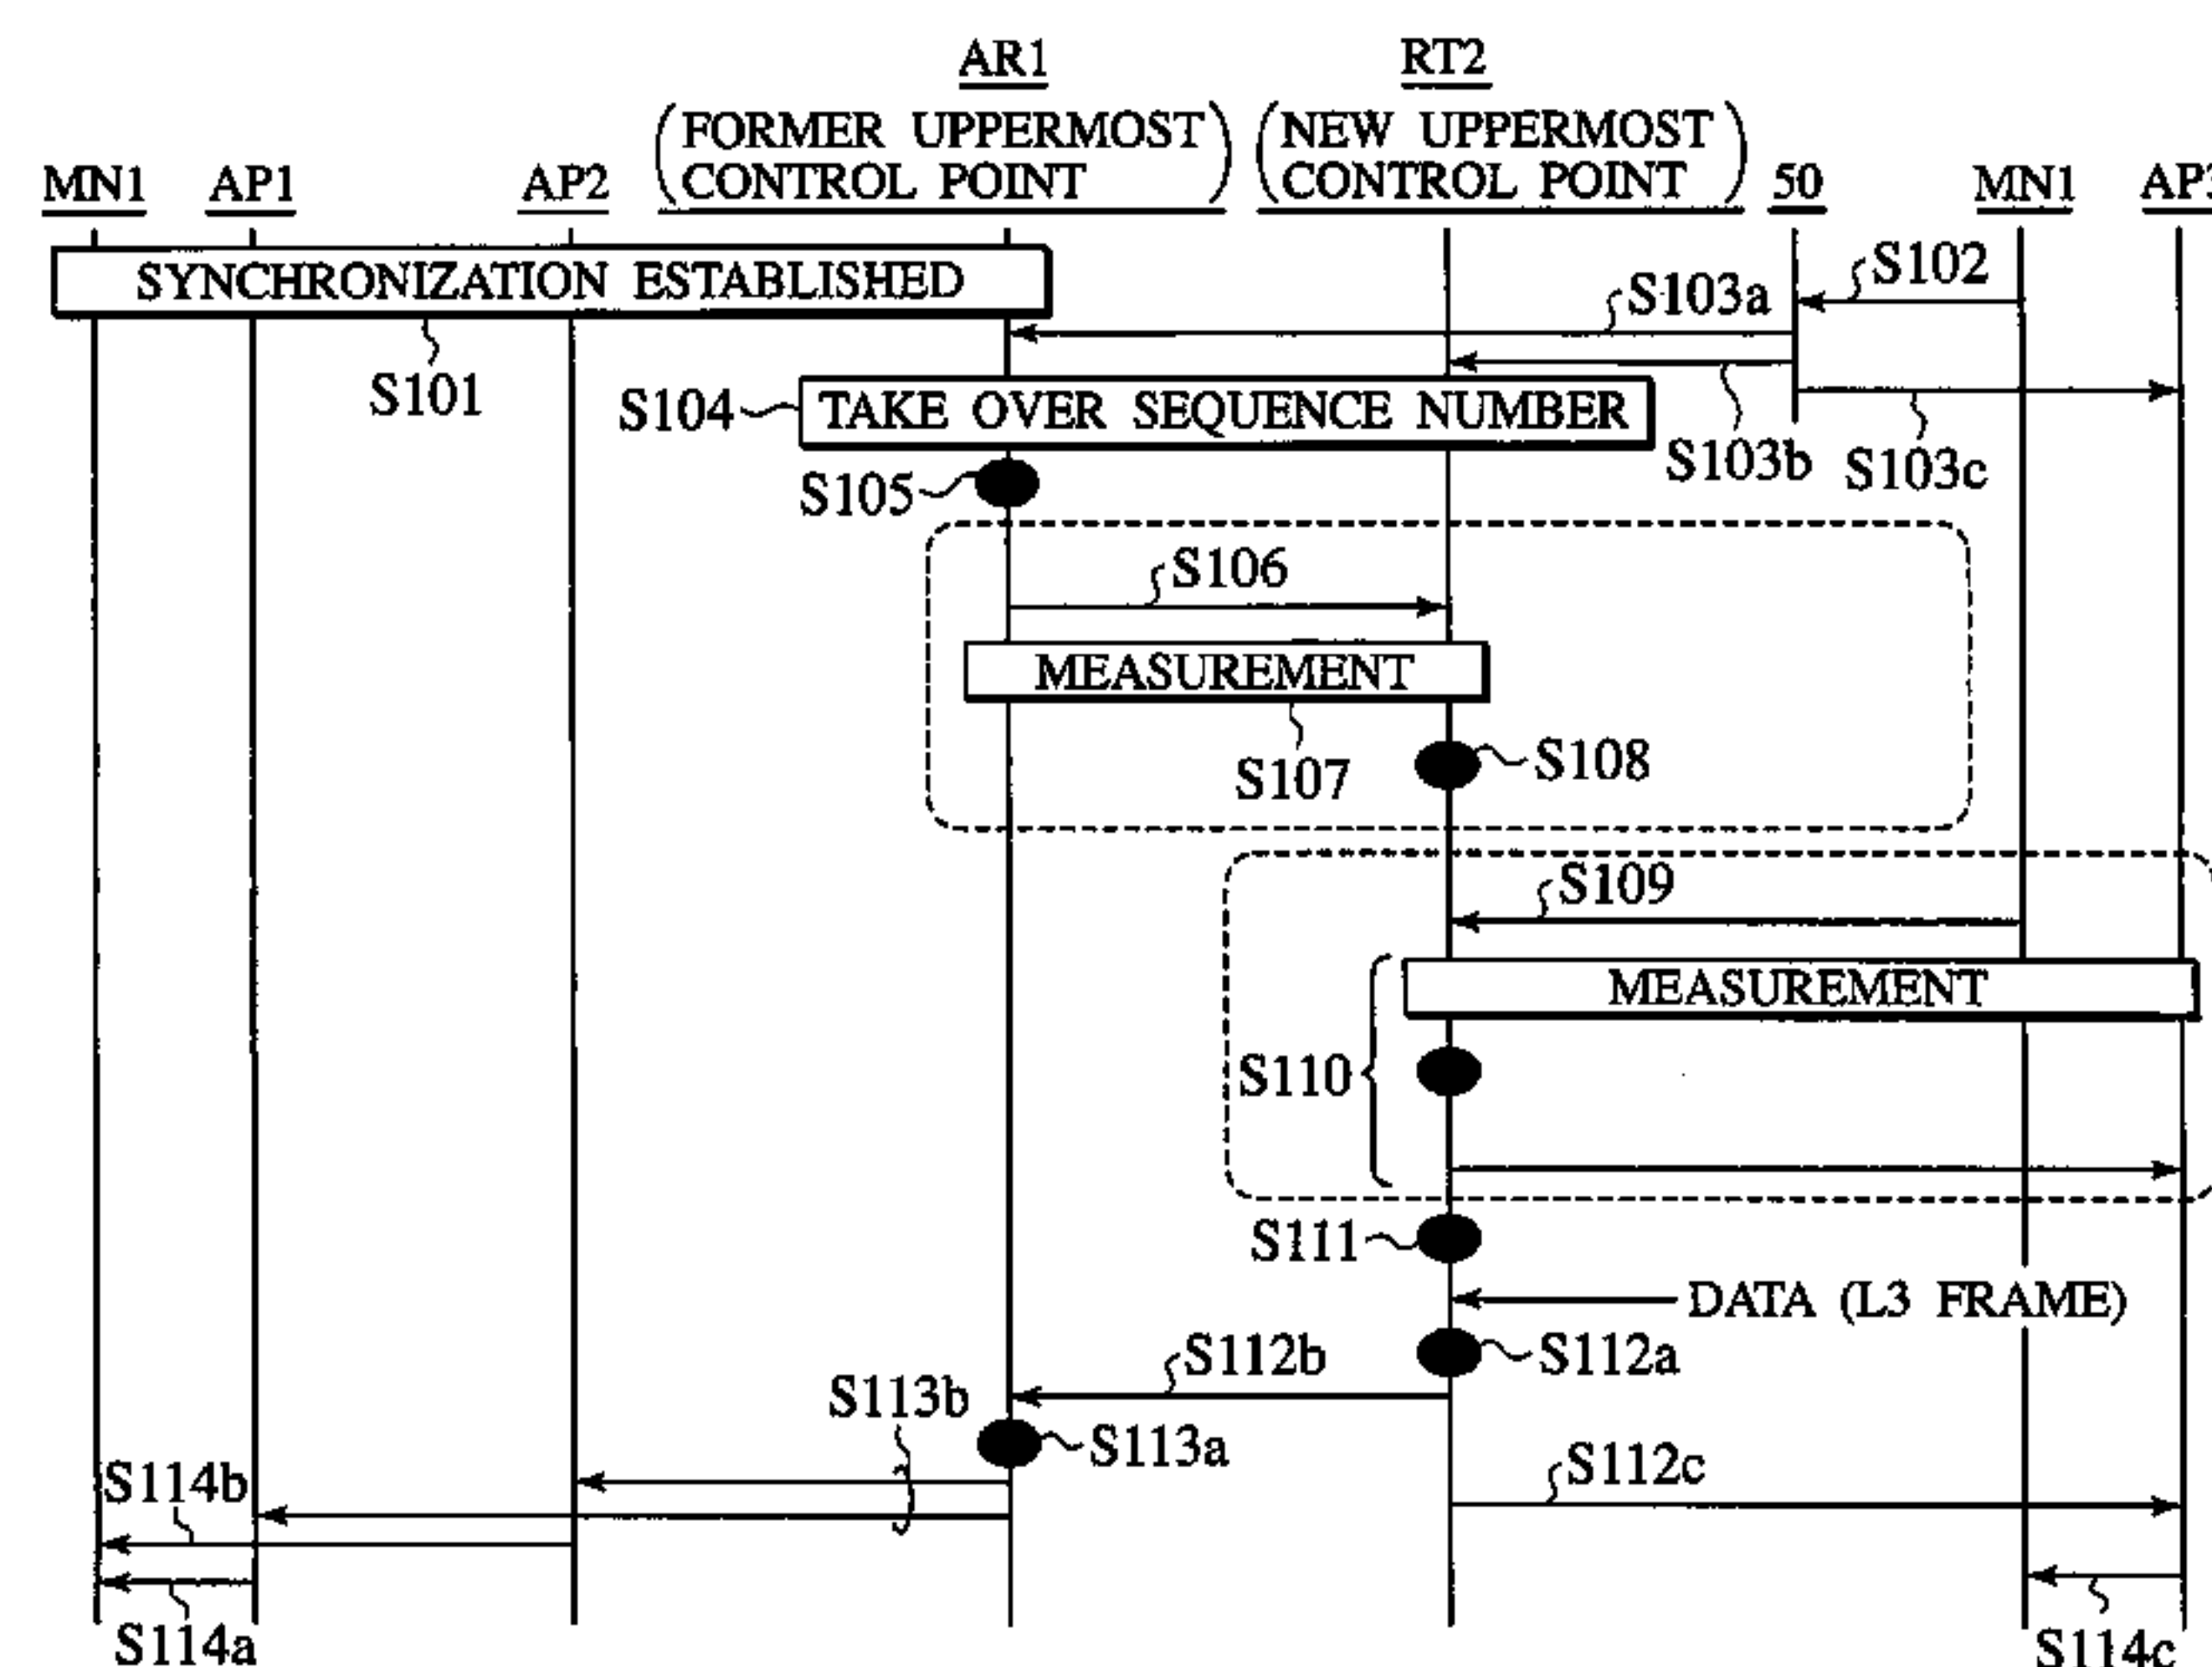 AR1
RT2
(FORMER UPPERMOST CONTROL POINT)
(NEW UPPERMOST CONTROL POINT)
MN1
AP1
AP2
50
MN1
AP3
SYNCHRONIZATION ESTABLISHED
S102
S103a
S101
S104
TAKE OVER SEQUENCE NUMBER
S103b
S103c
S105
S106
MEASUREMENT
S107
S108
S109
MEASUREMENT
S110
S111
DATA (L3 FRAME)
S112a
S112b
S113b
S113a
S112c
S114b
S114a
S114c